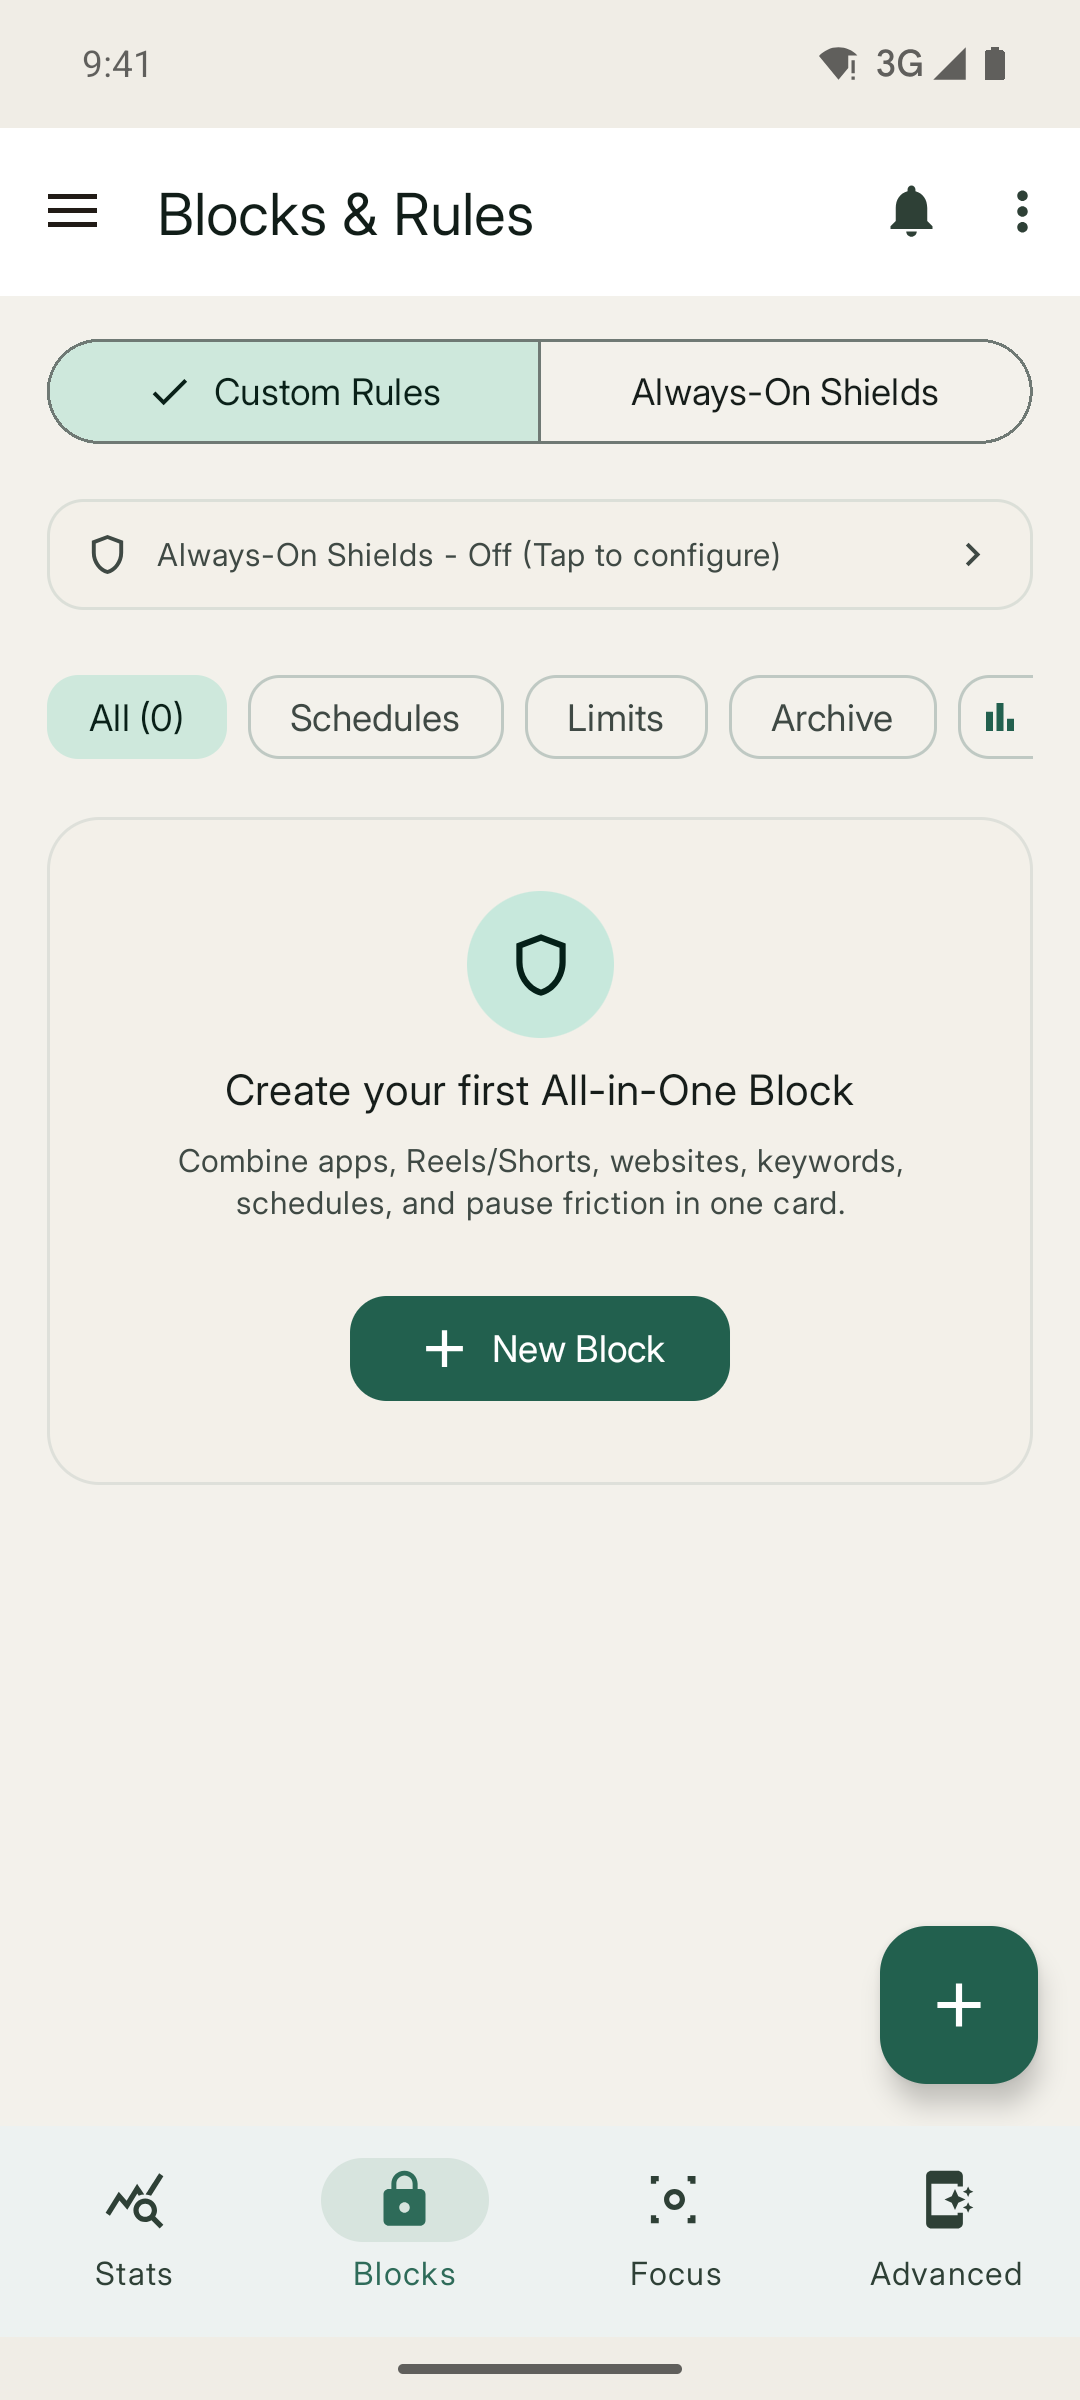 9:41
3G
Blocks & Rules
Custom Rules
Always-On Shields
Always-On Shields - Off (Tap to configure)
All (0)
Schedules
Limits
Archive
Create your first All-in-One Block
Combine apps, Reels/Shorts, websites, keywords,
schedules, and pause friction in one card.
New Block
Stats
Blocks
Focus
Advanced